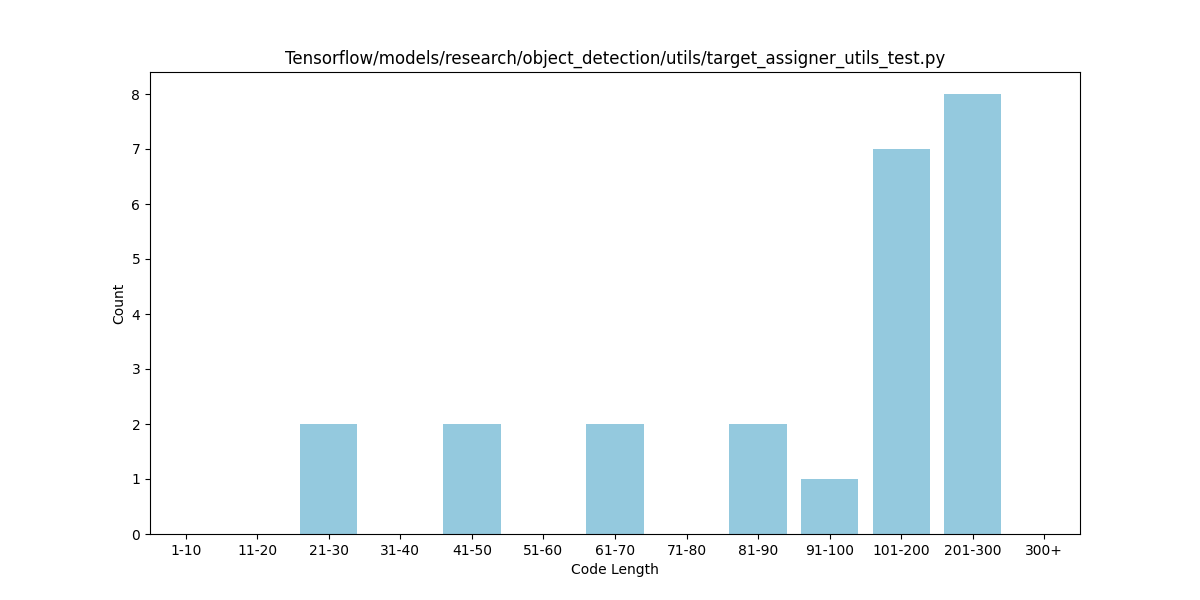 Tensorflow/models/research/object_detection/utils/target_assigner_utils_test.py
8
7
6
5
4
3
2
1
0
Count
1-10 11-20 21-30 31-40 41-50 51-60 61-70 71-80 81-90 91-100 101-200 201-300 300+
Code Length